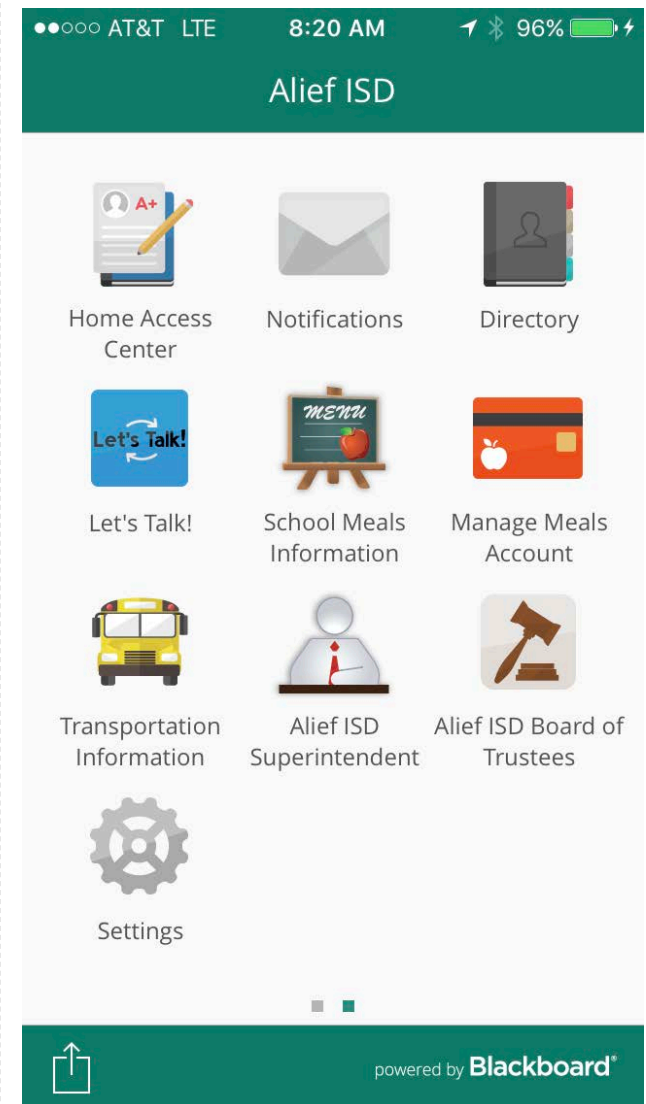 AT&T LTE 8:20 AM 96%
Alief ISD
A+
Home Access
Center
Notifications
Directory
Let's Talk!
Let's Talk!
MENU
School Meals
Information
Manage Meals
Account
Transportation
Information
Alief ISD
Superintendent
Alief ISD Board of
Trustees
Settings
powered by Blackboard®